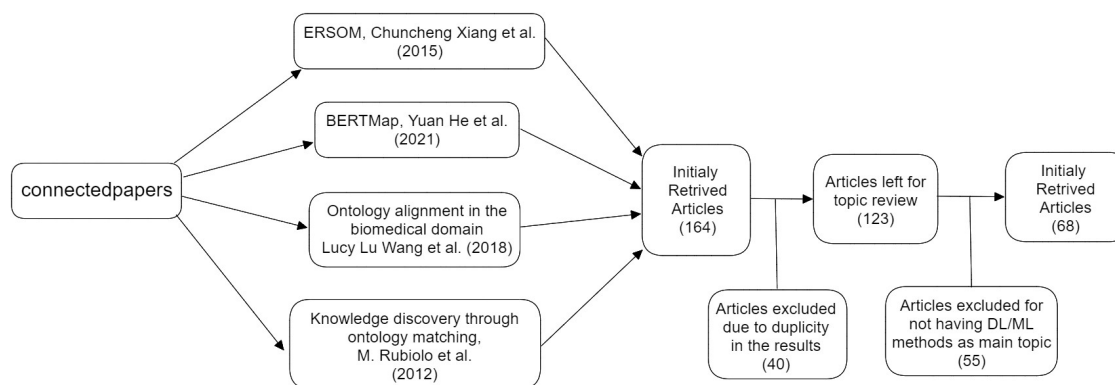 connectedpapers
ERSOM, Chuncheng Xiang et al.
(2015)
BERTMap, Yuan He et al.
(2021)
Ontology alignment in the
biomedical domain
Lucy Lu Wang et al. (2018)
Knowledge discovery through
ontology matching,
M. Rubiolo et al.
(2012)
Initialy
Retrived
Articles
(164)
Articles excluded
due to duplicity
in the results
(40)
Articles left for
topic review
(123)
Articles excluded for
not having DL/ML
methods as main topic
(55)
Initialy
Retrived
Articles
(68)